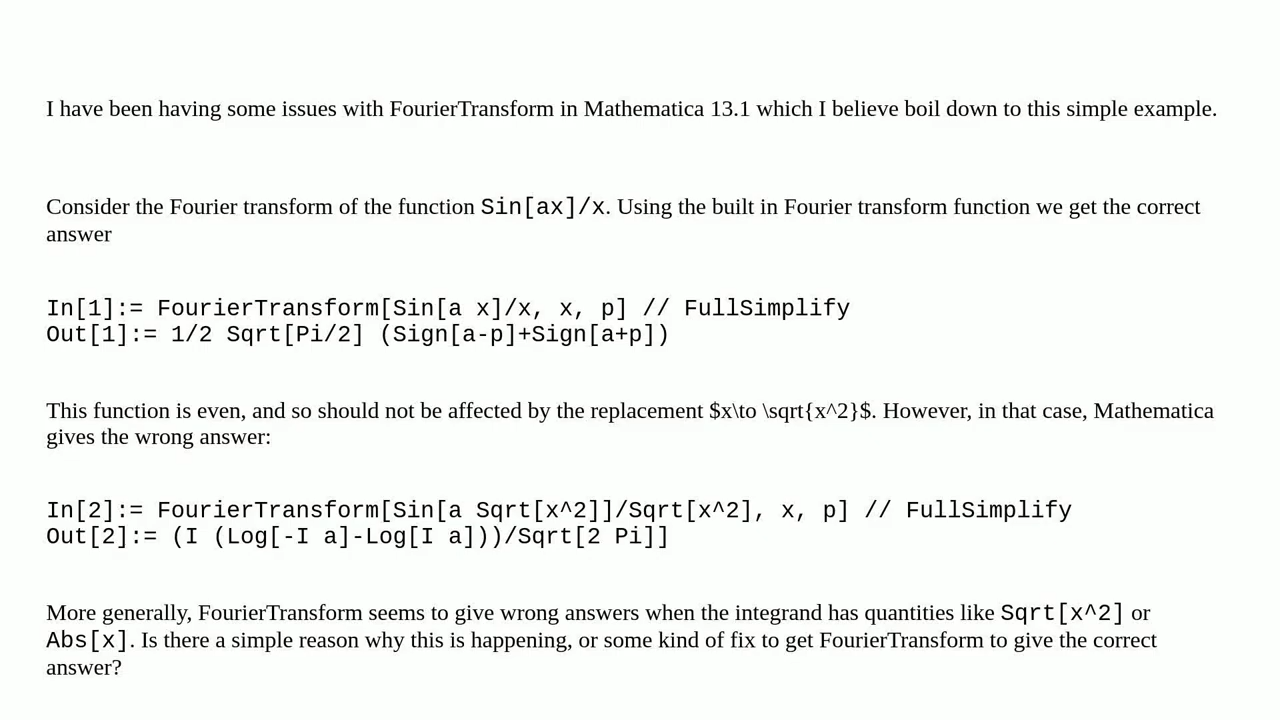 I have been having some issues with FourierTransform in Mathematica 13.1 which I believe boil down to this simple example.
Consider the Fourier transform of the function Sin[ax]/x. Using the built in Fourier transform function we get the correct
answer
In[1]:= FourierTransform[Sin[a x]/x, x, p] // FullSimplify
Out[1]:= 1/2 Sqrt[Pi/2] (Sign[a-p]+Sign[a+p])
This function is even, and so should not be affected by the replacement $x\to \sqrt{x^2}$. However, in that case, Mathematica
gives the wrong answer:
In[2]:= FourierTransform[Sin[a Sqrt[x^2]]/Sqrt[x^2], x, p] // FullSimplify
Out[2]:= (I (Log[-I a]-Log[I a]))/Sqrt[2 Pi]]
More generally, FourierTransform seems to give wrong answers when the integrand has quantities like Sqrt[x^2] or
Abs[x]. Is there a simple reason why this is happening, or some kind of fix to get FourierTransform to give the correct
answer?